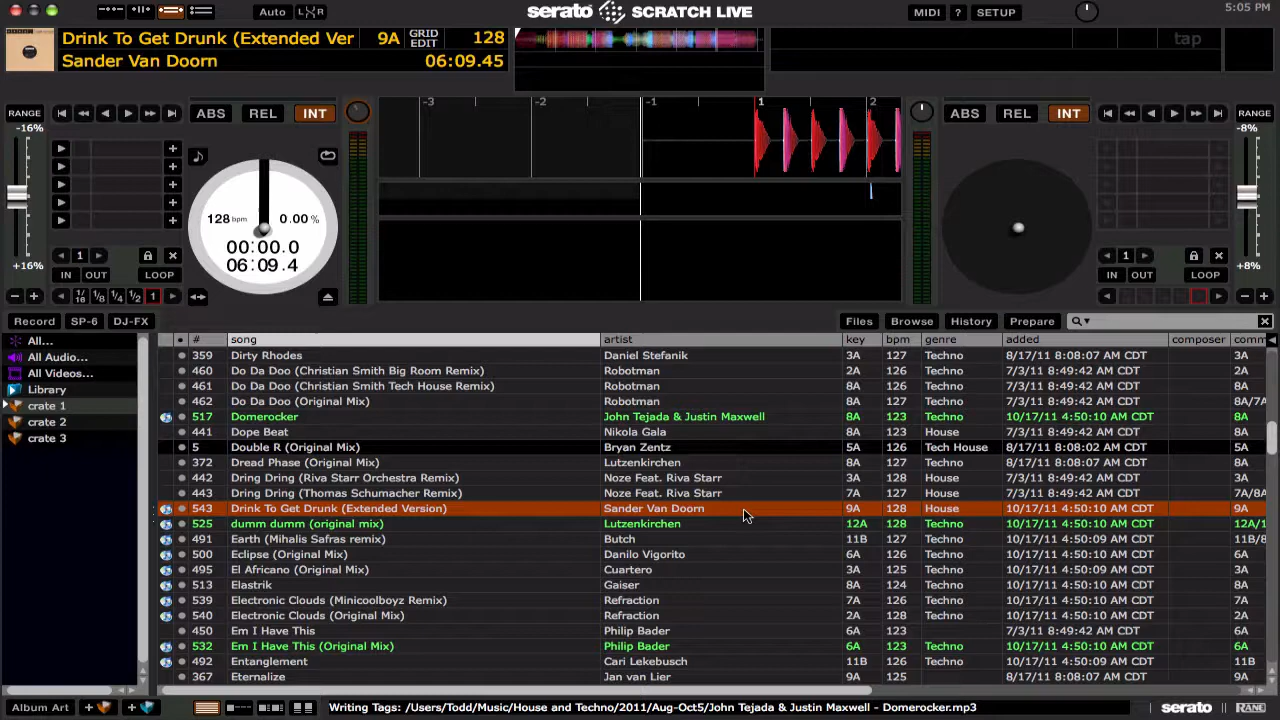 Auto L X R serato SCRATCH LIVE MIDI ? SETUP 5:05 PM
Drink To Get Drunk (Extended Ver 9A GRID EDIT 128
Sander Van Doorn 06:09.45
tap
RANGE ABS REL INT -3 -2 -1 1 2 ABS REL INT RANGE
-16% -8%
128 bpm 0.00 %
00:00.0
06:09.4
1 1
+16% +8%
IN OUT LOOP IN OUT LOOP
1/16 1/8 1/4 1/2 1
Record SP-6 DJ-FX Files Browse History Prepare
All...
All Audio...
All Videos...
Library
crate 1
crate 2
crate 3
# song artist key bpm genre added composer comm
359 Dirty Rhodes Daniel Stefanik 3A 127 Techno 8/17/11 8:08:07 AM CDT 3A
460 Do Da Doo (Christian Smith Big Room Remix) Robotman 2A 126 Techno 7/3/11 8:49:42 AM CDT 2A
461 Do Da Doo (Christian Smith Tech House Remix) Robotman 8A 126 Techno 7/3/11 8:49:42 AM CDT 8A
462 Do Da Doo (Original Mix) Robotman 8A 126 Techno 7/3/11 8:49:42 AM CDT 8A/7A
517 Domerocker John Tejada & Justin Maxwell 8A 123 Techno 10/17/11 4:50:10 AM CDT 8A
441 Dope Beat Nikola Gala 8A 123 House 7/3/11 8:49:42 AM CDT 8A
5 Double R (Original Mix) Bryan Zentz 5A 126 Tech House 8/17/11 8:08:02 AM CDT 5A
372 Dread Phase (Original Mix) Lutzenkirchen 8A 127 Techno 8/17/11 8:08:07 AM CDT 8A
442 Dring Dring (Riva Starr Orchestra Remix) Noze Feat. Riva Starr 3A 128 House 7/3/11 8:49:42 AM CDT 3A
443 Dring Dring (Thomas Schumacher Remix) Noze Feat. Riva Starr 7A 127 House 7/3/11 8:49:42 AM CDT 7A/8A
543 Drink To Get Drunk (Extended Version) Sander Van Doorn 9A 128 House 10/17/11 4:50:10 AM CDT 9A
525 dumm dumm (original mix) Lutzenkirchen 12A 128 Techno 10/17/11 4:50:10 AM CDT 12A/1
491 Earth (Mihalis Safras remix) Butch 11B 127 Techno 10/17/11 4:50:09 AM CDT 11B/8
500 Eclipse (Original Mix) Danilo Vigorito 6A 126 Techno 10/17/11 4:50:10 AM CDT 6A
495 El Africano (Original Mix) Cuartero 3A 125 Techno 10/17/11 4:50:09 AM CDT 3A
513 Elastrik Gaiser 8A 124 Techno 10/17/11 4:50:10 AM CDT 8A
539 Electronic Clouds (Minicoolboyz Remix) Refraction 7A 126 Techno 10/17/11 4:50:10 AM CDT 7A
540 Electronic Clouds (Original Mix) Refraction 2A 128 Techno 10/17/11 4:50:10 AM CDT 2A
450 Em I Have This Philip Bader 6A 123 7/3/11 8:49:42 AM CDT 6A
532 Em I Have This (Original Mix) Philip Bader 6A 123 Techno 10/17/11 4:50:10 AM CDT 6A
492 Entanglement Cari Lekebusch 11B 126 Techno 10/17/11 4:50:09 AM CDT 11B
367 Eternalize Jan van Lier 9A 125 8/17/11 8:08:07 AM CDT 9A
Album Art Writing Tags: /Users/Todd/Music/House and Techno/2011/Aug-Oct5/John Tejada & Justin Maxwell - Domerocker.mp3 serato RANE